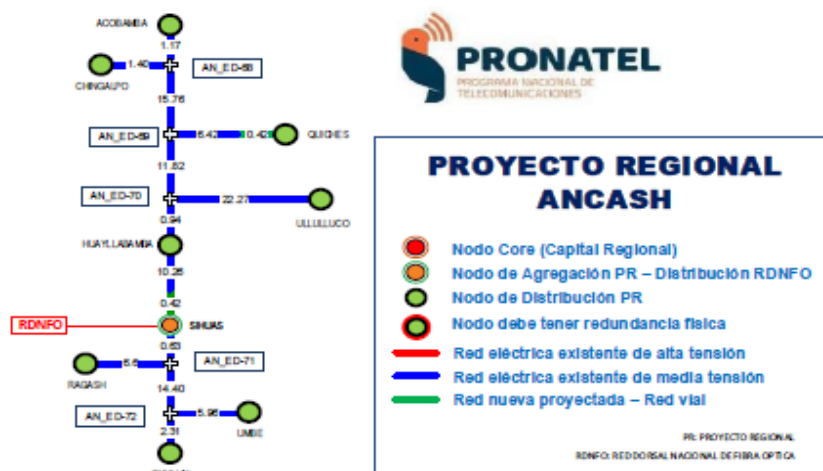 ACOBAMBA
1.17
1.40
AN_ED-68
CHINGALPO
15.76
AN_ED-69
6.42
0.42
QUICHES
11.82
AN_ED-70
22.27
0.94
ULLULLUCO
HUAYLLABAMBA
10.26
0.42
RDNFO
SIHUAS
0.63
AN_ED-71
6.6
RAGASH
14.40
AN_ED-72
5.96
UMBE
2.31
PRONATEL
PROGRAMA NACIONAL DE
TELECOMUNICACIONES
PROYECTO REGIONAL
ANCASH
Nodo Core (Capital Regional)
Nodo de Agregación PR – Distribución RDNFO
Nodo de Distribución PR
Nodo debe tener redundancia física
Red eléctrica existente de alta tensión
Red eléctrica existente de media tensión
Red nueva proyectada – Red vial
PR: PROYECTO REGIONAL
RDNFO: RED DORSAL NACIONAL DE FIBRA OPTICA